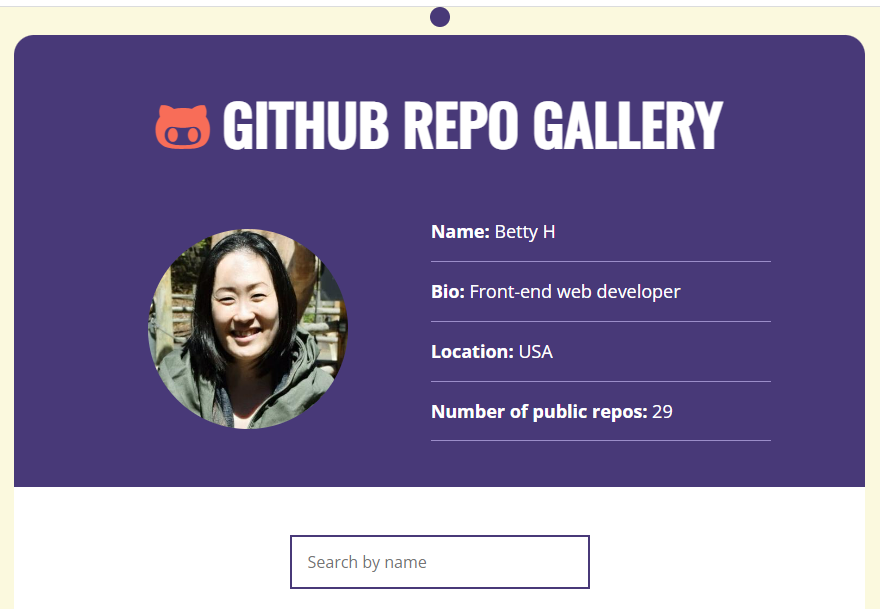 GITHUB REPO GALLERY
Name: Betty H
Bio: Front-end web developer
Location: USA
Number of public repos: 29
Search by name